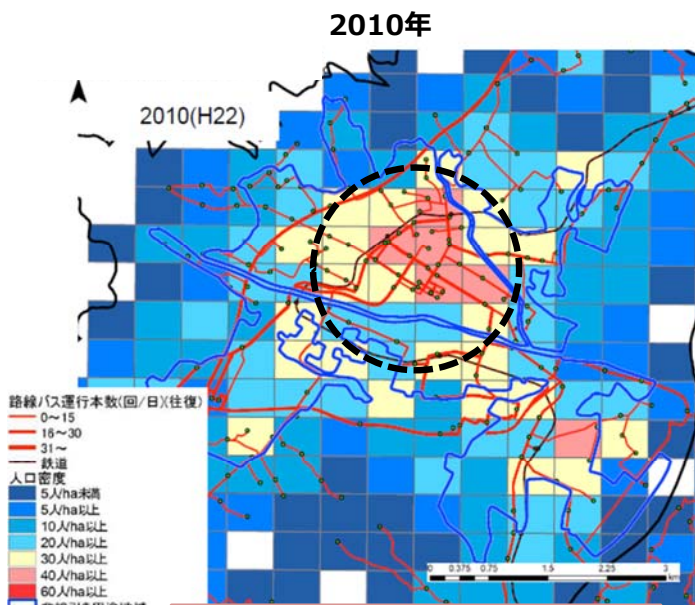 2010年
2010(H22)
路線バス運行本数(回/日)(往復)
0～15
16～30
31～
鉄道
人口密度
5人/ha未満
5人/ha以上
10人/ha以上
20人/ha以上
30人/ha以上
40人/ha以上
60人/ha以上
0 0.375 0.75 1.5 2.25 3
km